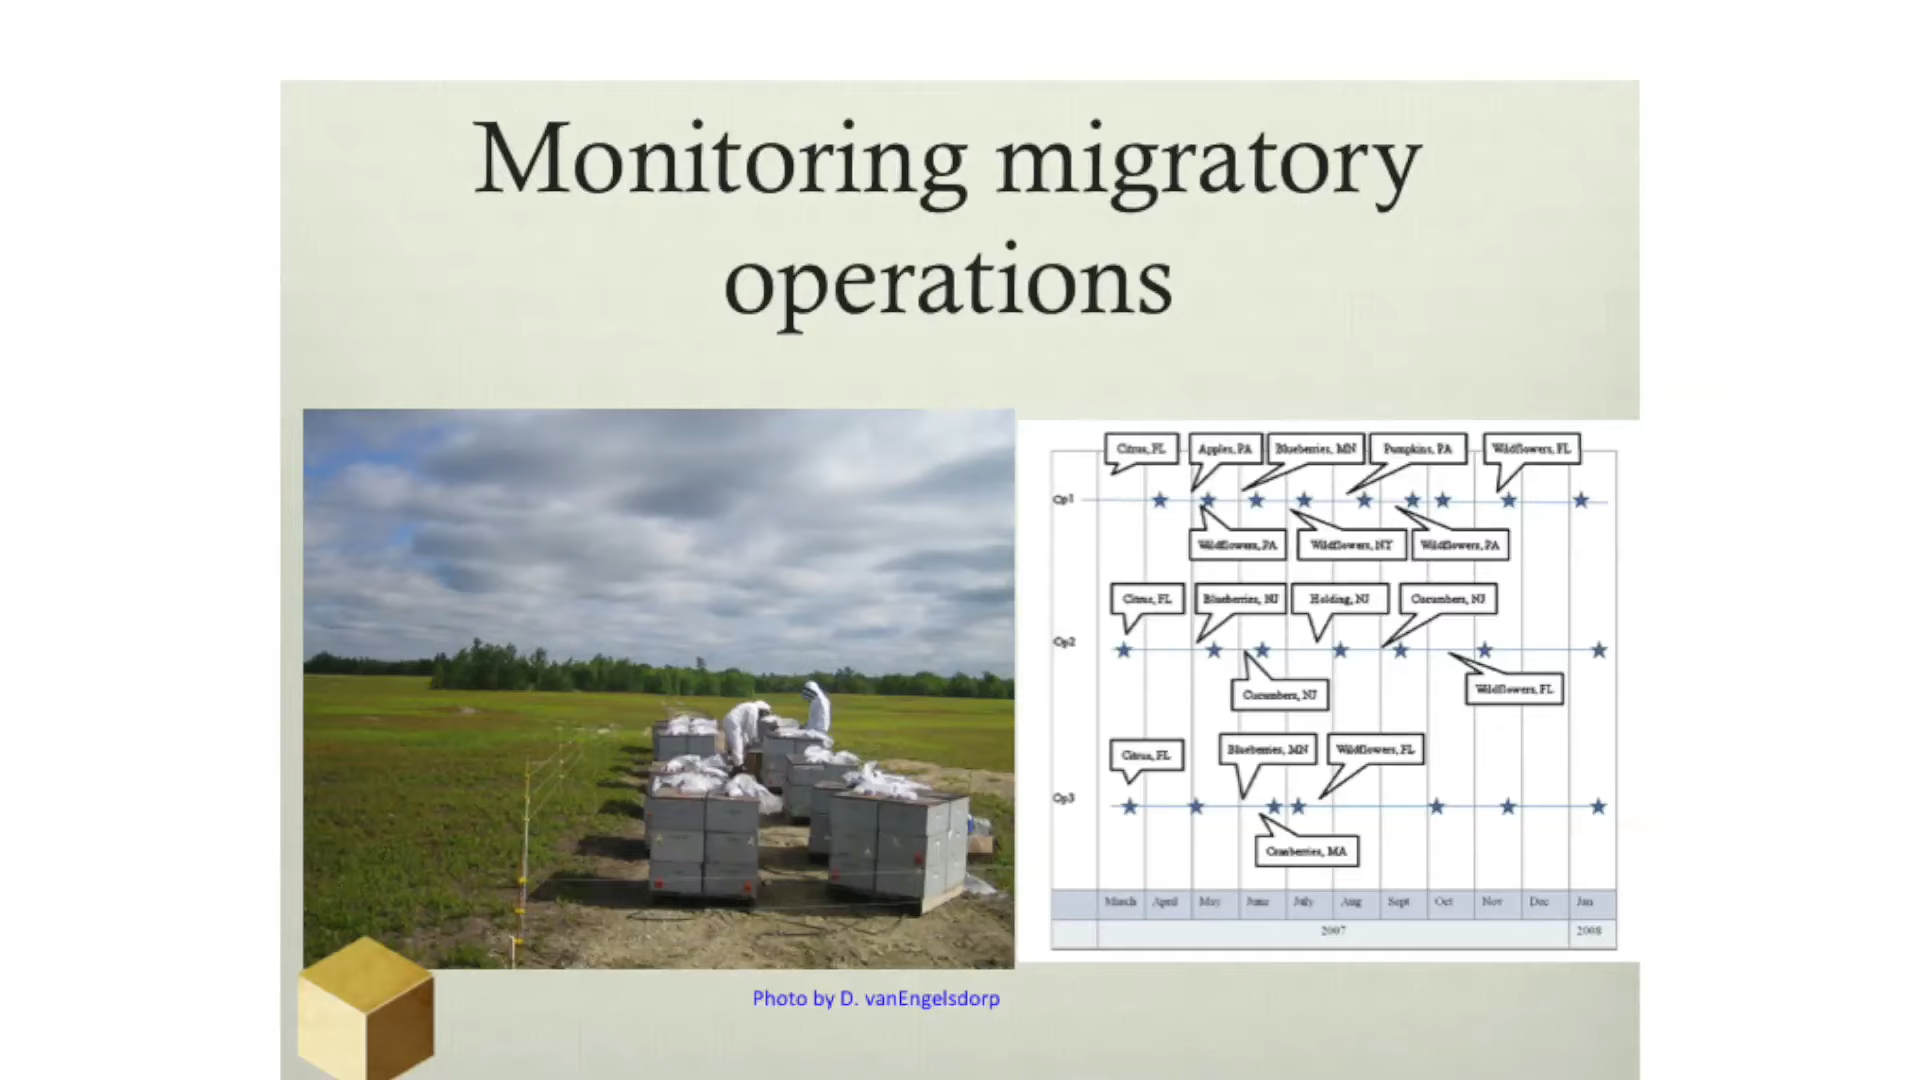 Monitoring migratory
operations
Citrus, FL
Apples, PA
Blueberries, MN
Pumpkins, PA
Wildflowers, FL
Op1
Wildflowers, PA
Wildflowers, NY
Wildflowers, PA
Citrus, FL
Blueberries, NJ
Holding, NJ
Cucumbers, NJ
Op2
Cucumbers, NJ
Wildflowers, FL
Citrus, FL
Blueberries, MN
Wildflowers, FL
Op3
Cranberries, MA
March April May June July Aug Sept Oct Nov Dec Jan
2007 2008
Photo by D. vanEngelsdorp